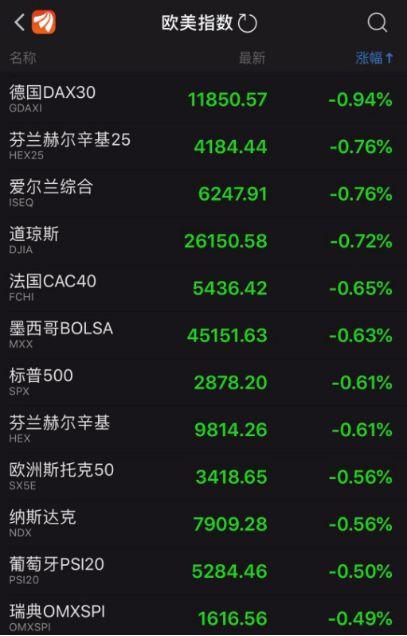 欧美指数
名称 最新 涨幅↑
德国DAX30 11850.57 -0.94%
GDAXI
芬兰赫尔辛基25 4184.44 -0.76%
HEX25
爱尔兰综合 6247.91 -0.76%
ISEQ
道琼斯 26150.58 -0.72%
DJIA
法国CAC40 5436.42 -0.65%
FCHI
墨西哥BOLSA 45151.63 -0.63%
MXX
标普500 2878.20 -0.61%
SPX
芬兰赫尔辛基 9814.26 -0.61%
HEX
欧洲斯托克50 3418.65 -0.56%
SX5E
纳斯达克 7909.28 -0.56%
NDX
葡萄牙PSI20 5284.46 -0.50%
PSI20
瑞典OMXSPI 1616.56 -0.49%
OMXSPI